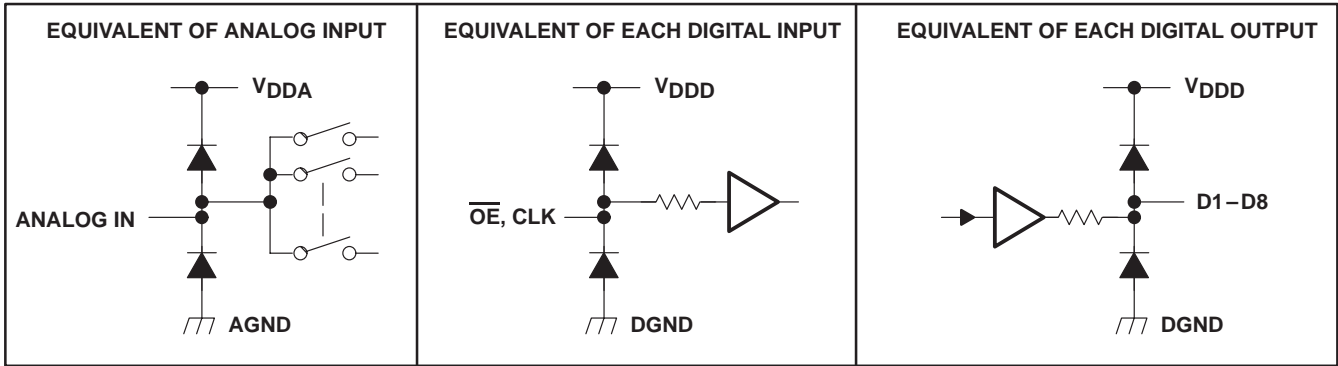 EQUIVALENT OF ANALOG INPUT
VDDA
ANALOG IN
AGND
EQUIVALENT OF EACH DIGITAL INPUT
VDDD
O̅E̅, CLK
DGND
EQUIVALENT OF EACH DIGITAL OUTPUT
VDDD
D1–D8
DGND